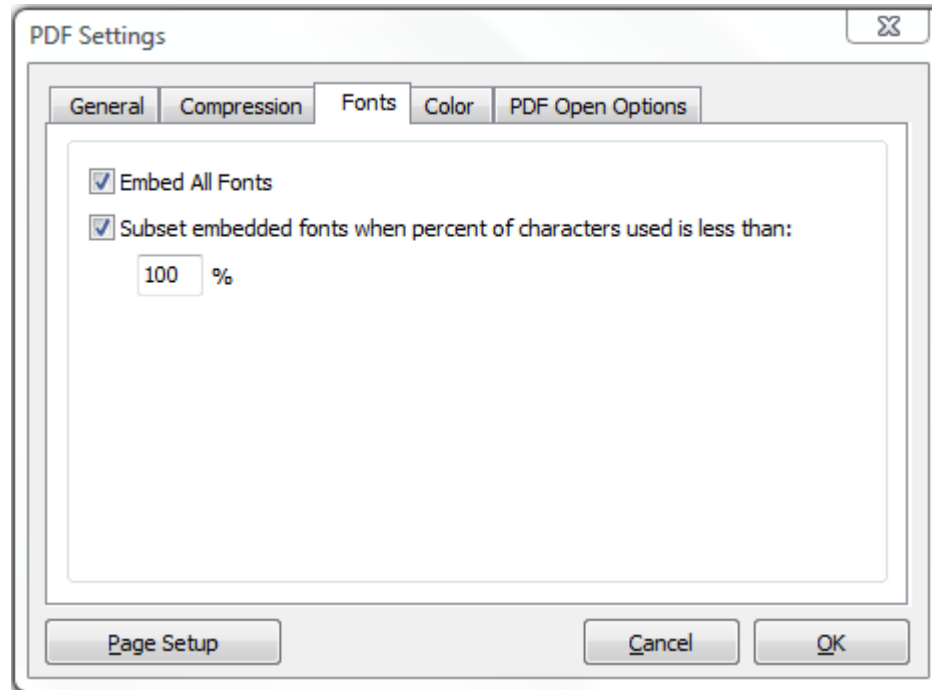 PDF Settings
General Compression Fonts Color PDF Open Options
Embed All Fonts
Subset embedded fonts when percent of characters used is less than:
100 %
Page Setup Cancel OK